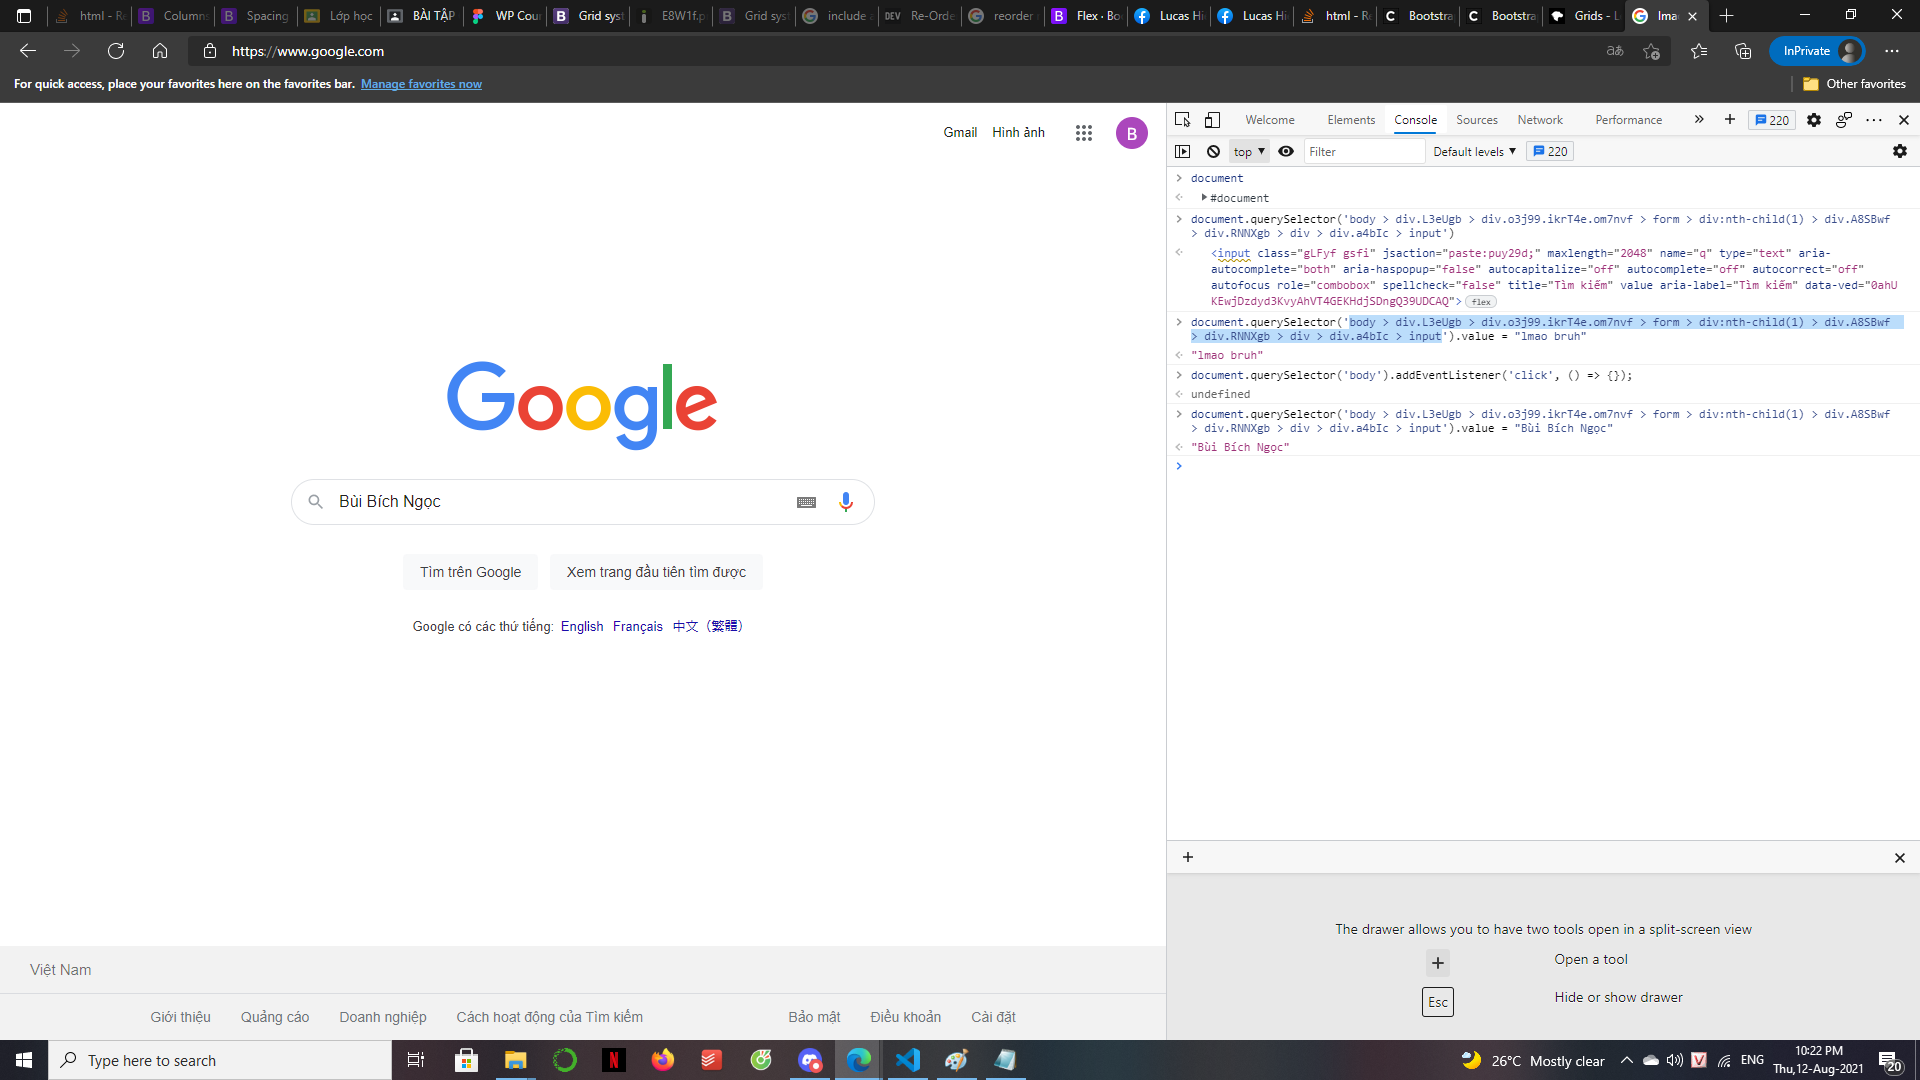 html - Re
Columns
Spacing
Lớp học
BÀI TẬP
WP Cour
Grid syst
E8W1f.p
Grid syst
include a
DEV
Re-Orde
reorder
Flex · Boo
Lucas Hi
Lucas Hi
html - Re
Bootstra
Bootstra
Grids - L
Ima
https://www.google.com
InPrivate
For quick access, place your favorites here on the favorites bar. Manage favorites now
Other favorites
Gmail Hình ảnh
B
Google
Bùi Bích Ngọc
Tìm trên Google
Xem trang đầu tiên tìm được
Google có các thứ tiếng: English Français 中文（繁體）
Việt Nam
Giới thiệu Quảng cáo Doanh nghiệp Cách hoạt động của Tìm kiếm Bảo mật Điều khoản Cài đặt
Welcome Elements Console Sources Network Performance 220
top Filter Default levels 220
document
#document
document.querySelector('body > div.L3eUgb > div.o3j99.ikrT4e.om7nvf > form > div:nth-child(1) > div.A8SBwf
> div.RNNXgb > div > div.a4bIc > input')
<input class="gLFyf gsfi" jsaction="paste:puy29d;" maxlength="2048" name="q" type="text" aria-
autocomplete="both" aria-haspopup="false" autocapitalize="off" autocomplete="off" autocorrect="off"
autofocus role="combobox" spellcheck="false" title="Tìm kiếm" value aria-label="Tìm kiếm" data-ved="0ahU
KEwjDzdyd3KvyAhVT4GEKHdjSDngQ39UDCAQ"> flex
document.querySelector('body > div.L3eUgb > div.o3j99.ikrT4e.om7nvf > form > div:nth-child(1) > div.A8SBwf
> div.RNNXgb > div > div.a4bIc > input').value = "lmao bruh"
"lmao bruh"
document.querySelector('body').addEventListener('click', () => {});
undefined
document.querySelector('body > div.L3eUgb > div.o3j99.ikrT4e.om7nvf > form > div:nth-child(1) > div.A8SBwf
> div.RNNXgb > div > div.a4bIc > input').value = "Bùi Bích Ngọc"
"Bùi Bích Ngọc"
The drawer allows you to have two tools open in a split-screen view
+ Open a tool
Esc Hide or show drawer
Type here to search
26°C Mostly clear
ENG
10:22 PM
Thu,12-Aug-2021
20